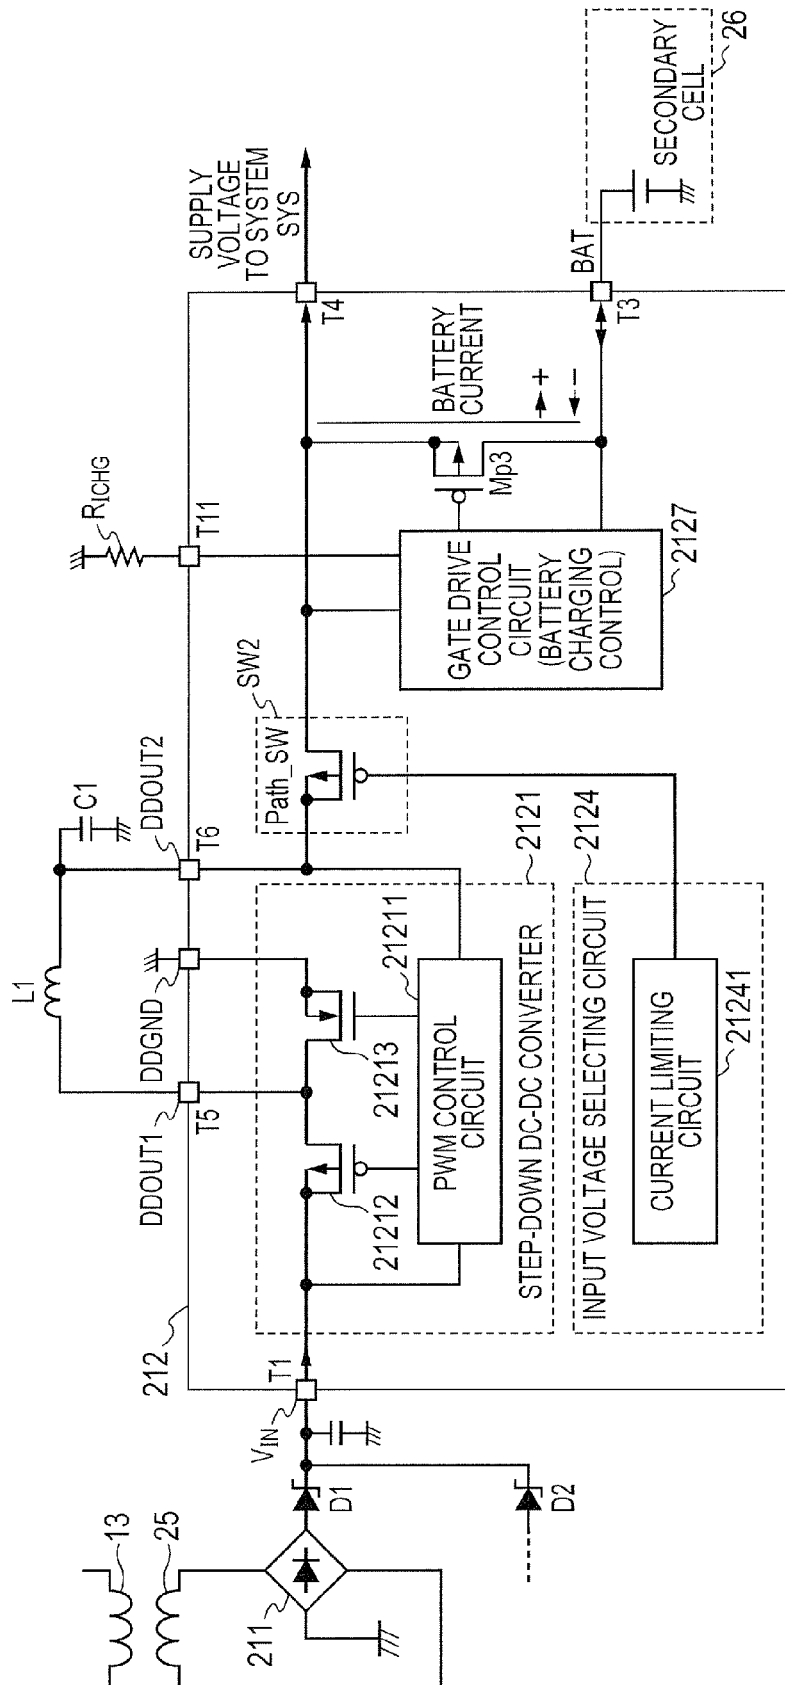 13
25
211
D1
D2
VIN
T1
212
DDOUT1
T5
DDGND
L1
DDOUT2
T6
C1
21212
21213
21211
PWM CONTROL
CIRCUIT
STEP-DOWN DC-DC CONVERTER
2121
INPUT VOLTAGE SELECTING CIRCUIT
2124
CURRENT LIMITING
CIRCUIT
21241
Path_SW
SW2
RICHG
T11
GATE DRIVE
CONTROL
CIRCUIT
(BATTERY
CHARGING
CONTROL)
2127
Mp3
BATTERY
CURRENT
+
−
T4
SUPPLY
VOLTAGE
TO SYSTEM
SYS
T3
BAT
SECONDARY
CELL
26